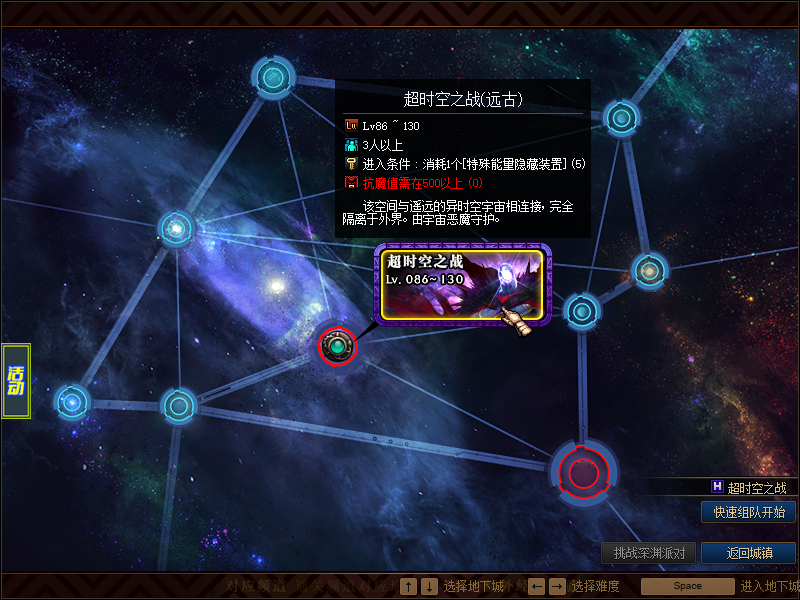 超时空之战(远古)
Lv Lv86 ~ 130
3人以上
进入条件：消耗1个[特殊能量隐藏装置] (5)
抗魔值需在500以上 (0)
该空间与遥远的异时空宇宙相连接, 完全
隔离于外界。由宇宙恶魔守护。
超时空之战
Lv. 086~130
活动
H 超时空之战
快速组队开始
挑战深渊派对
返回城镇
↑ ↓ 选择地下城 ← → 选择难度 Space 进入地下城